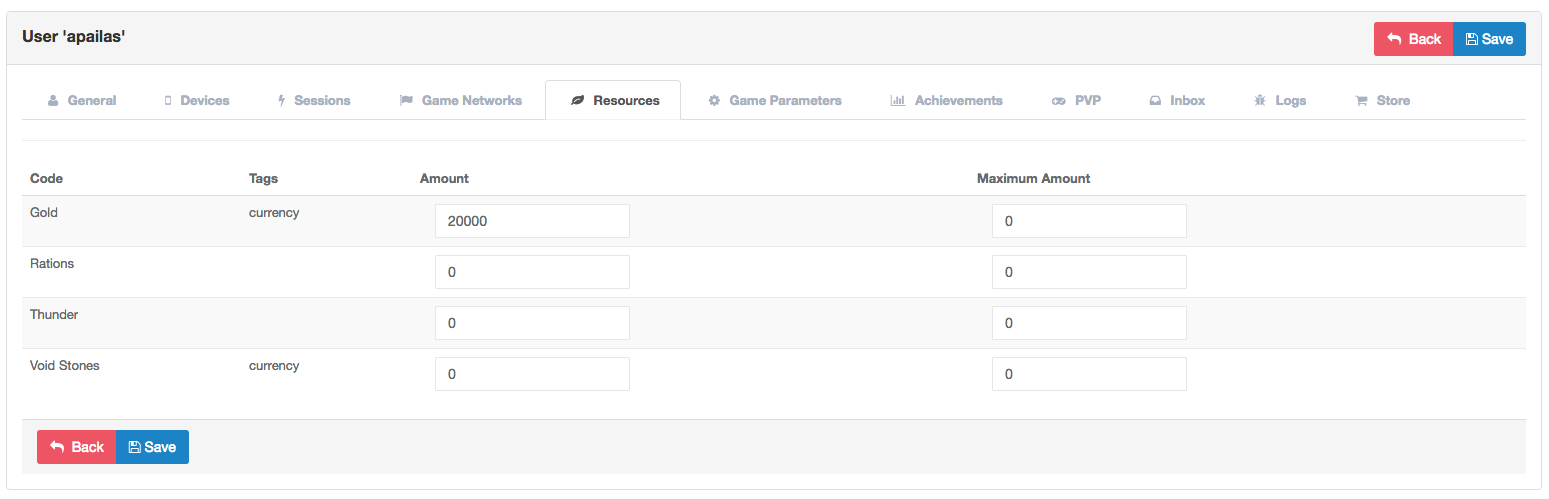 User 'apailas'
Back Save
General Devices Sessions Game Networks Resources Game Parameters Achievements PVP Inbox Logs Store
Code Tags Amount Maximum Amount
Gold currency 20000 0
Rations 0 0
Thunder 0 0
Void Stones currency 0 0
Back Save